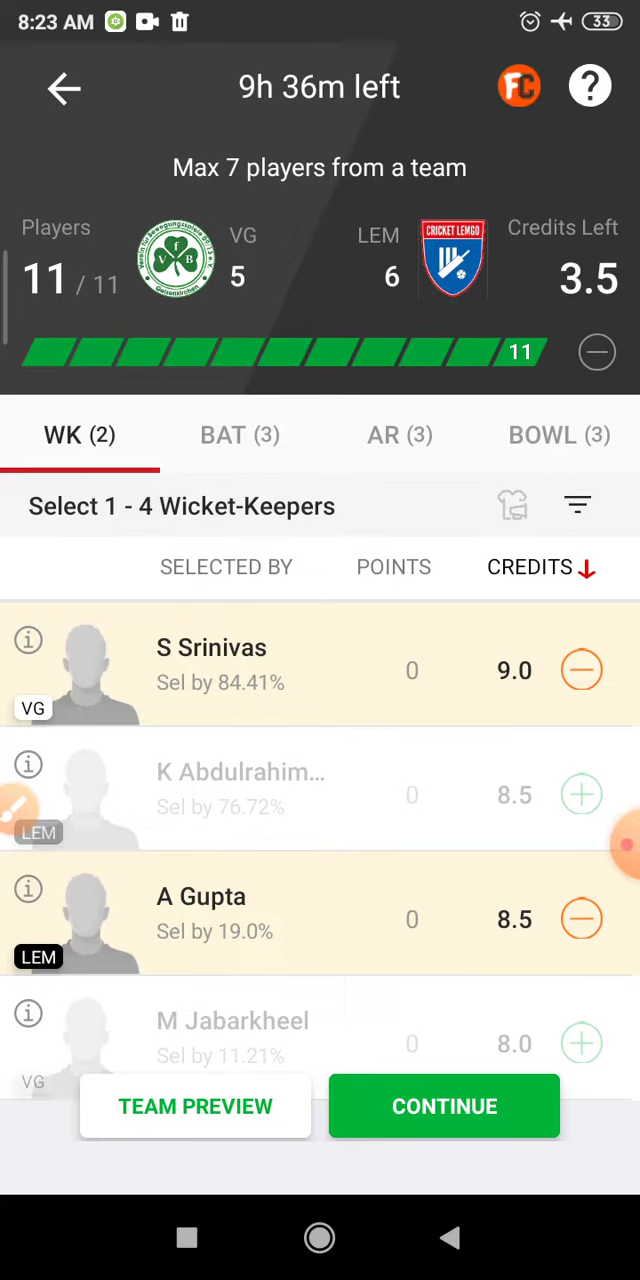 8:23 AM
33
9h 36m left
FC
?
Max 7 players from a team
Players
11 / 11
VG
5
LEM
6
CRICKET LEMGO
Credits Left
3.5
11
WK (2)
BAT (3)
AR (3)
BOWL (3)
Select 1 - 4 Wicket-Keepers
SELECTED BY
POINTS
CREDITS
S Srinivas
Sel by 84.41%
0
9.0
VG
K Abdulrahim...
Sel by 76.72%
0
8.5
LEM
A Gupta
Sel by 19.0%
0
8.5
LEM
M Jabarkheel
Sel by 11.21%
0
8.0
VG
TEAM PREVIEW
CONTINUE